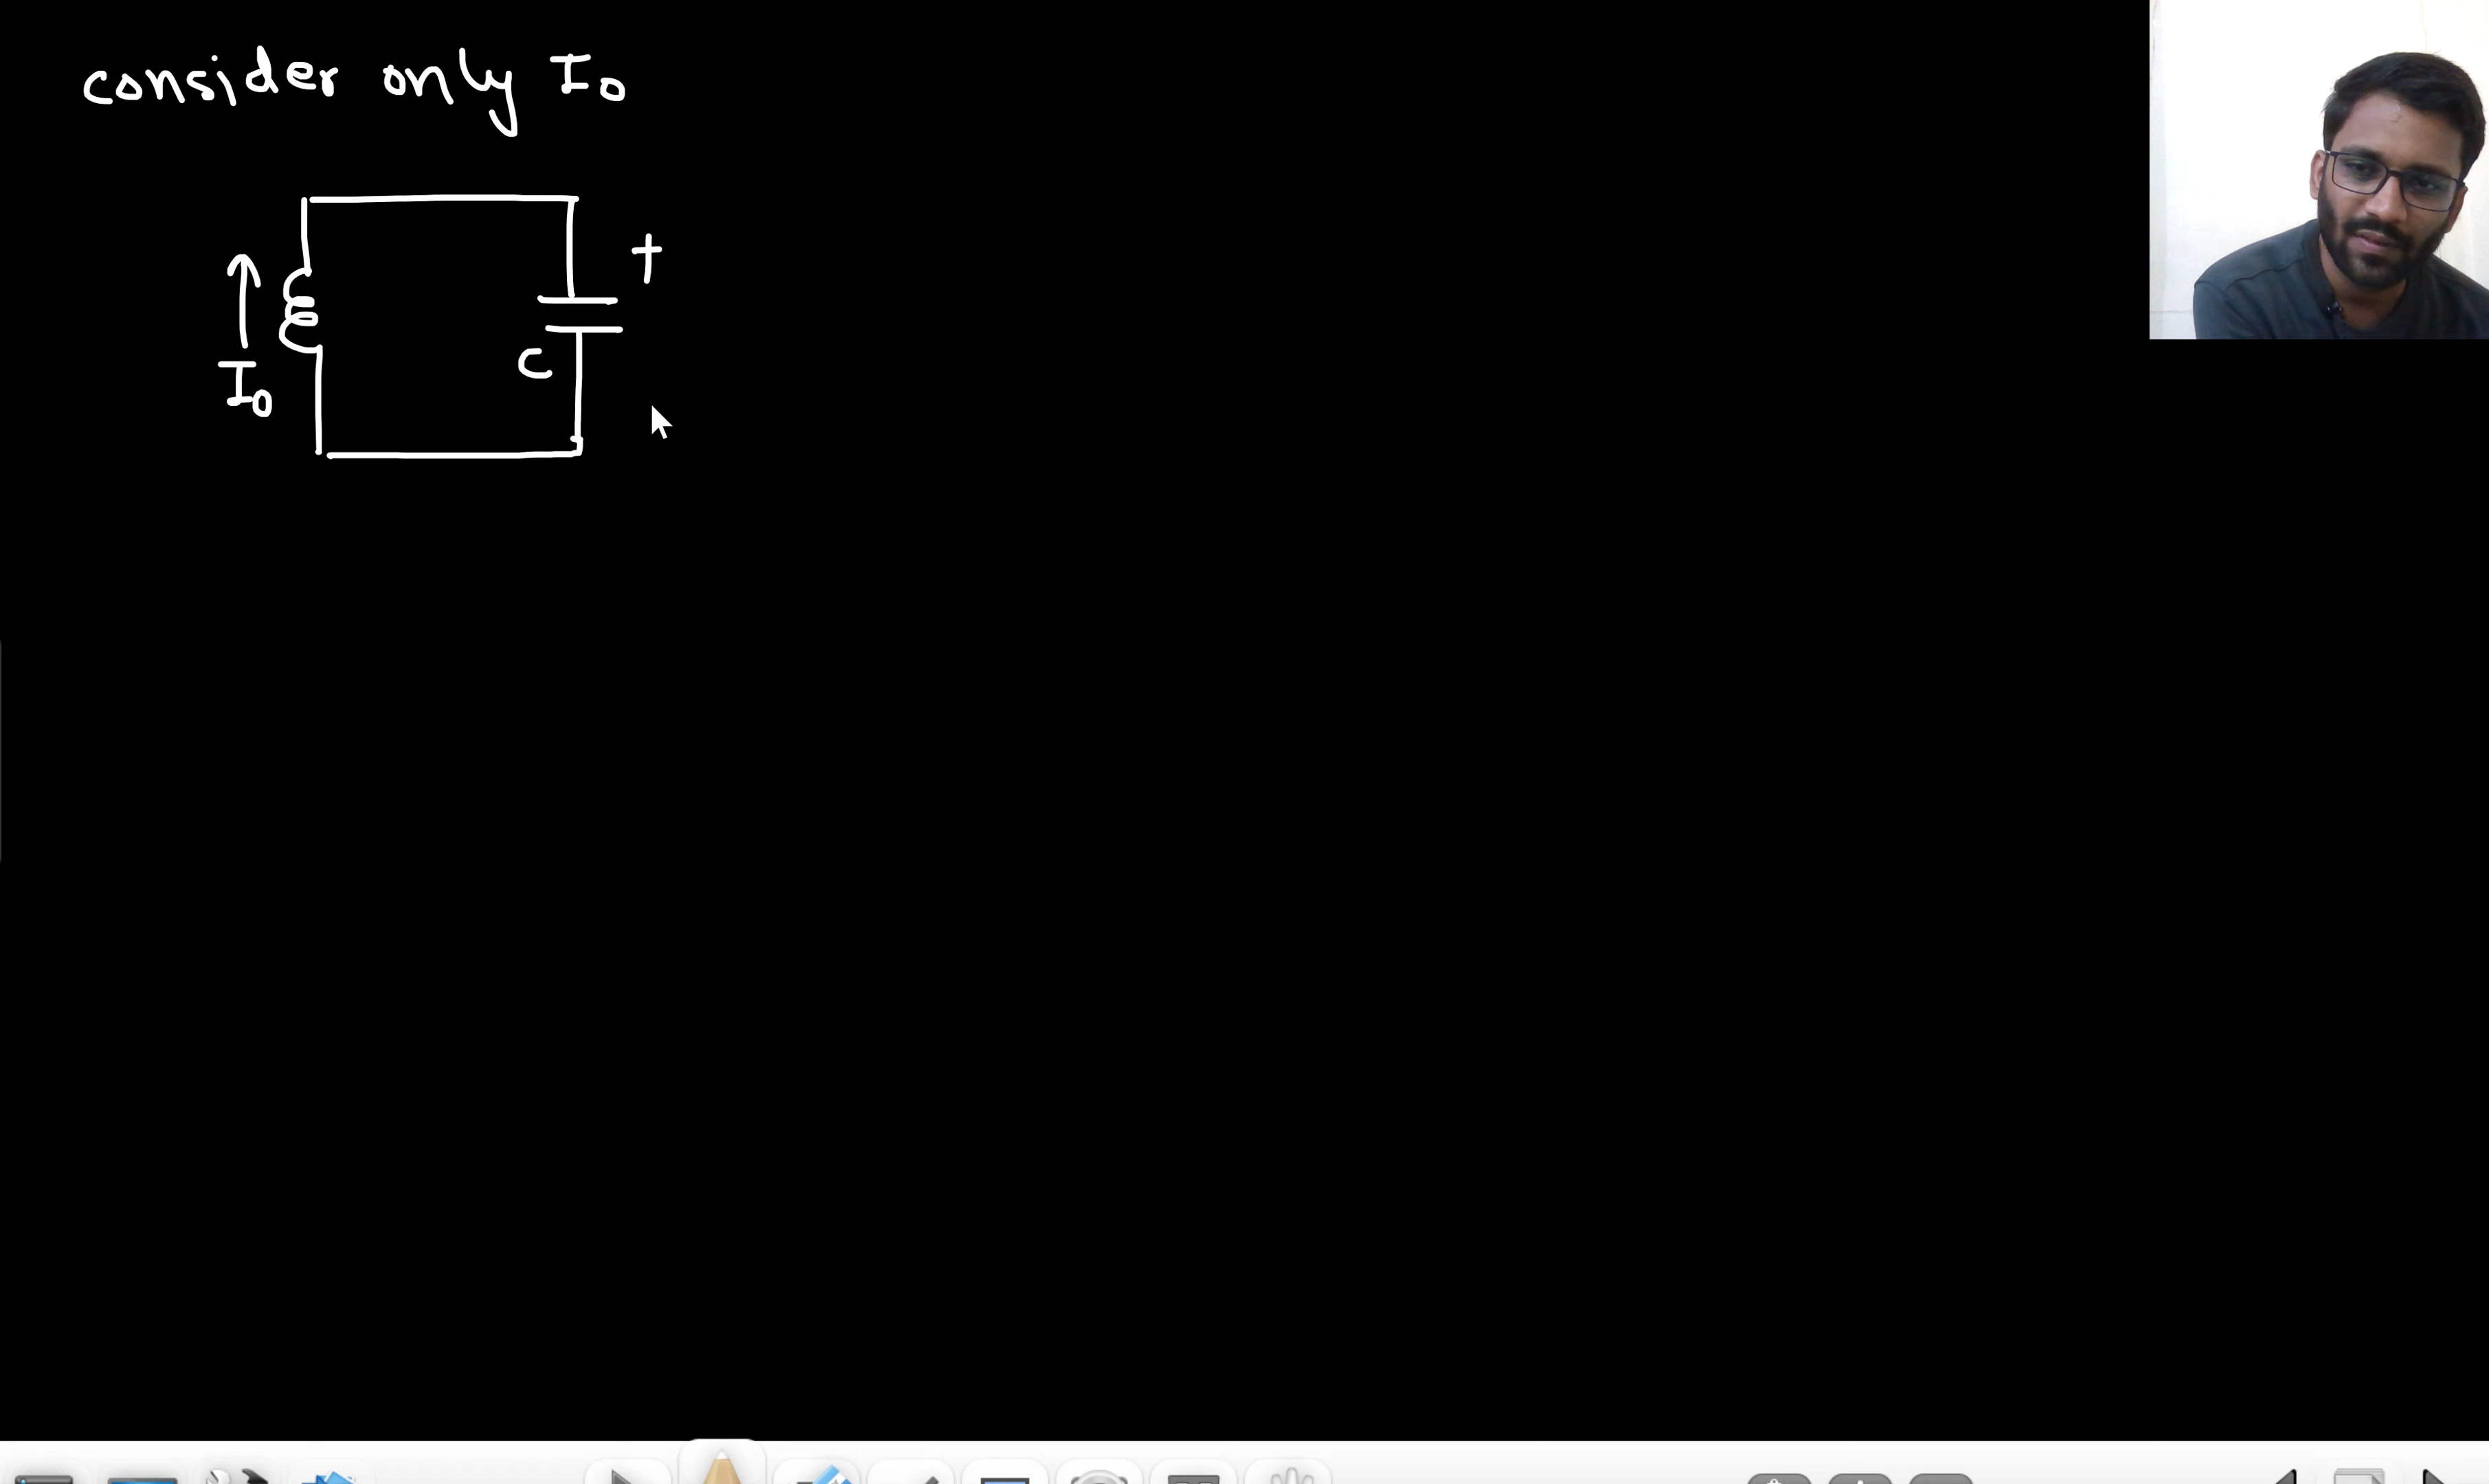 consider only I₀
+
C
I₀